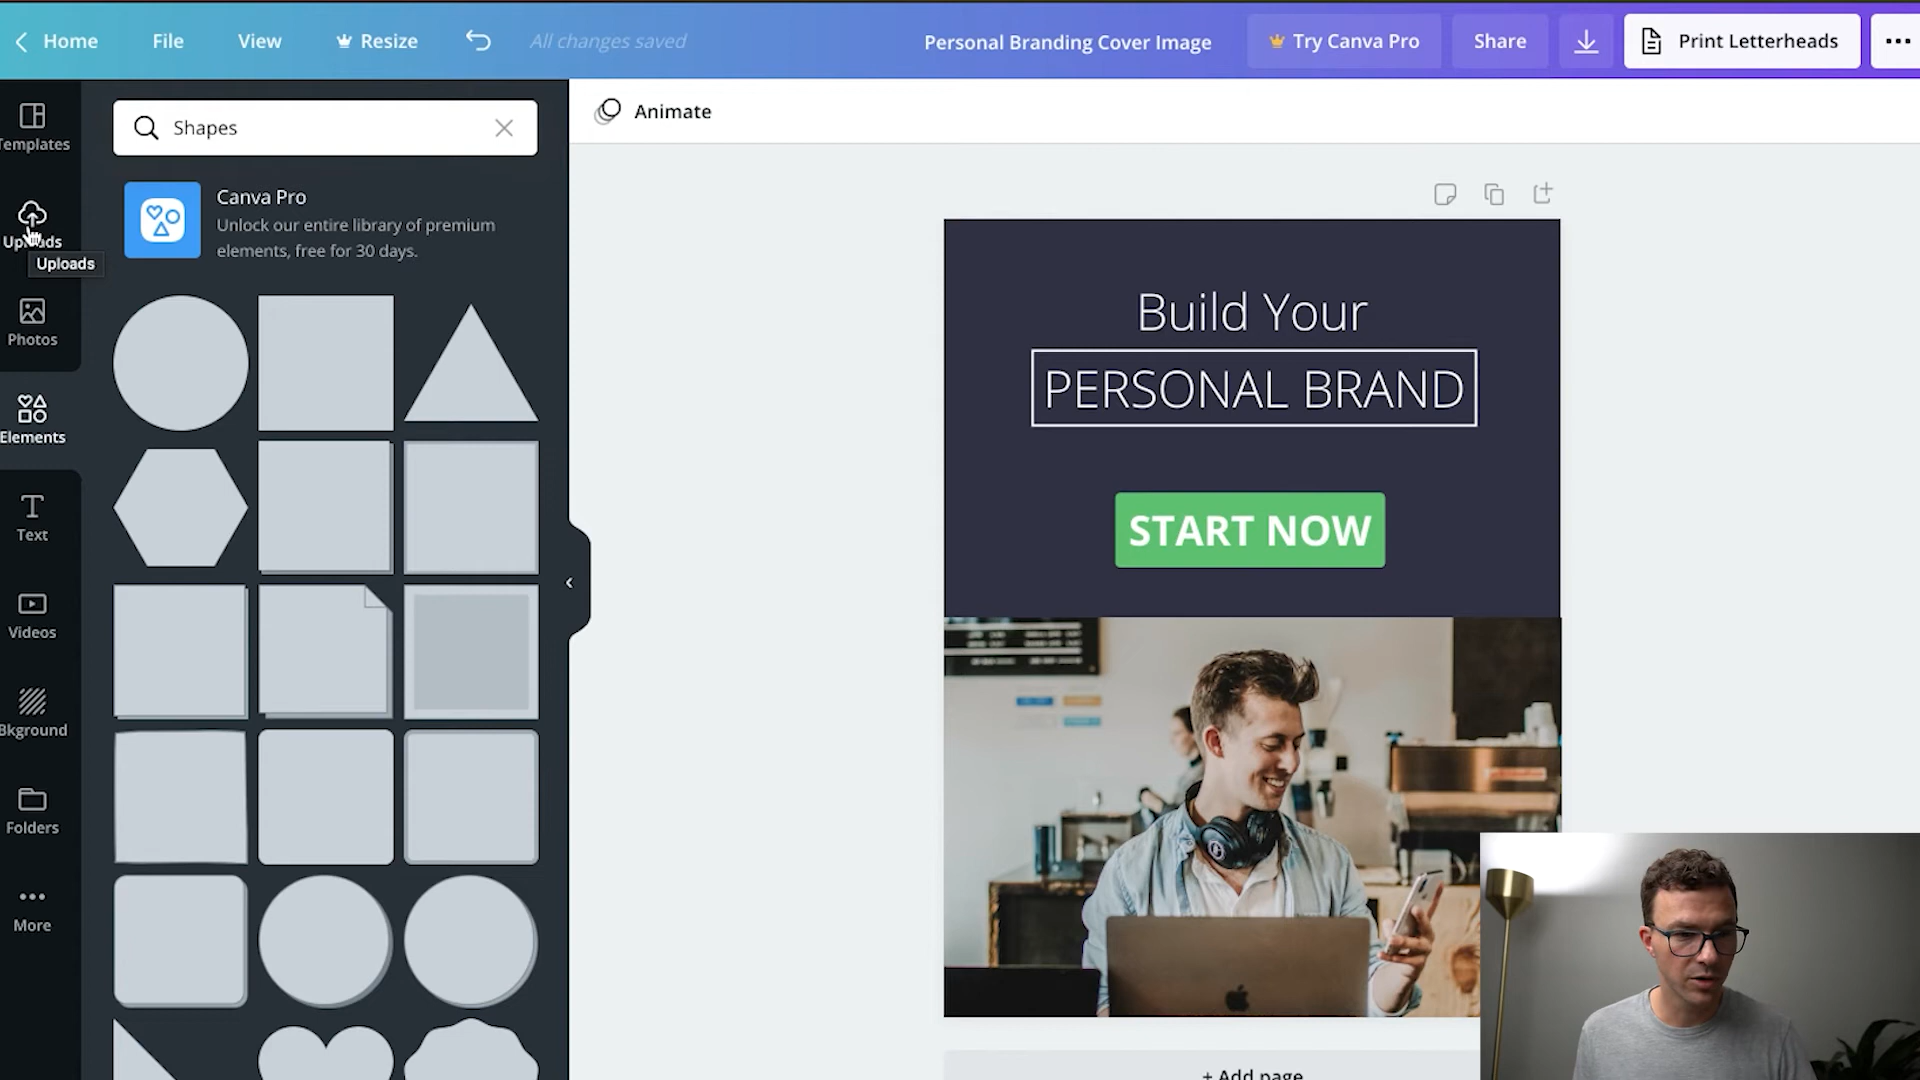 Home
File
View
Resize
All changes saved
Personal Branding Cover Image
Try Canva Pro
Share
Print Letterheads
Templates
Uploads
Uploads
Photos
Elements
Text
Videos
Bkground
Folders
More
Shapes
Canva Pro
Unlock our entire library of premium
elements, free for 30 days.
Animate
Build Your
PERSONAL BRAND
START NOW
+ Add page